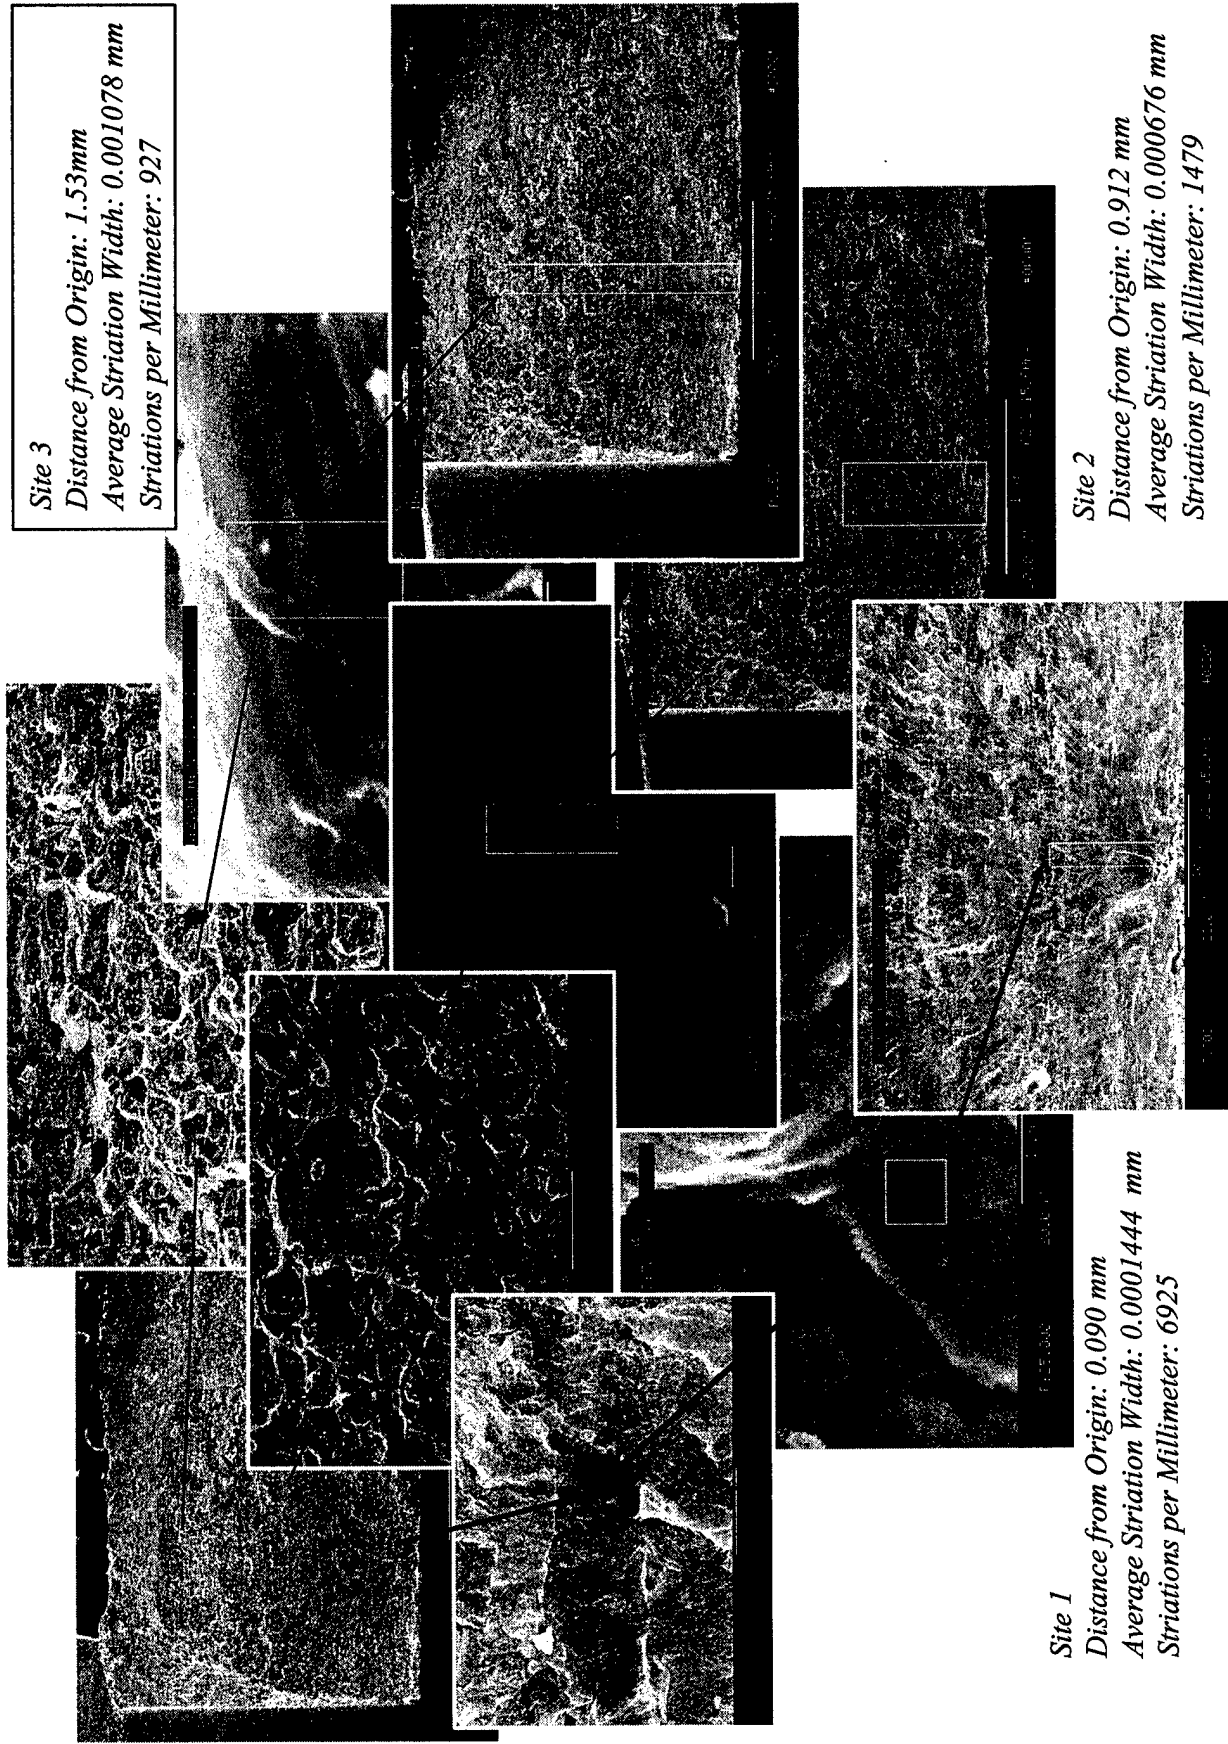 Site 3
Distance from Origin: 1.53mm
Average Striation Width: 0.001078 mm
Striations per Millimeter: 927
Site 2
Distance from Origin: 0.912 mm
Average Striation Width: 0.000676 mm
Striations per Millimeter: 1479
Site 1
Distance from Origin: 0.090 mm
Average Striation Width: 0.0001444 mm
Striations per Millimeter: 6925